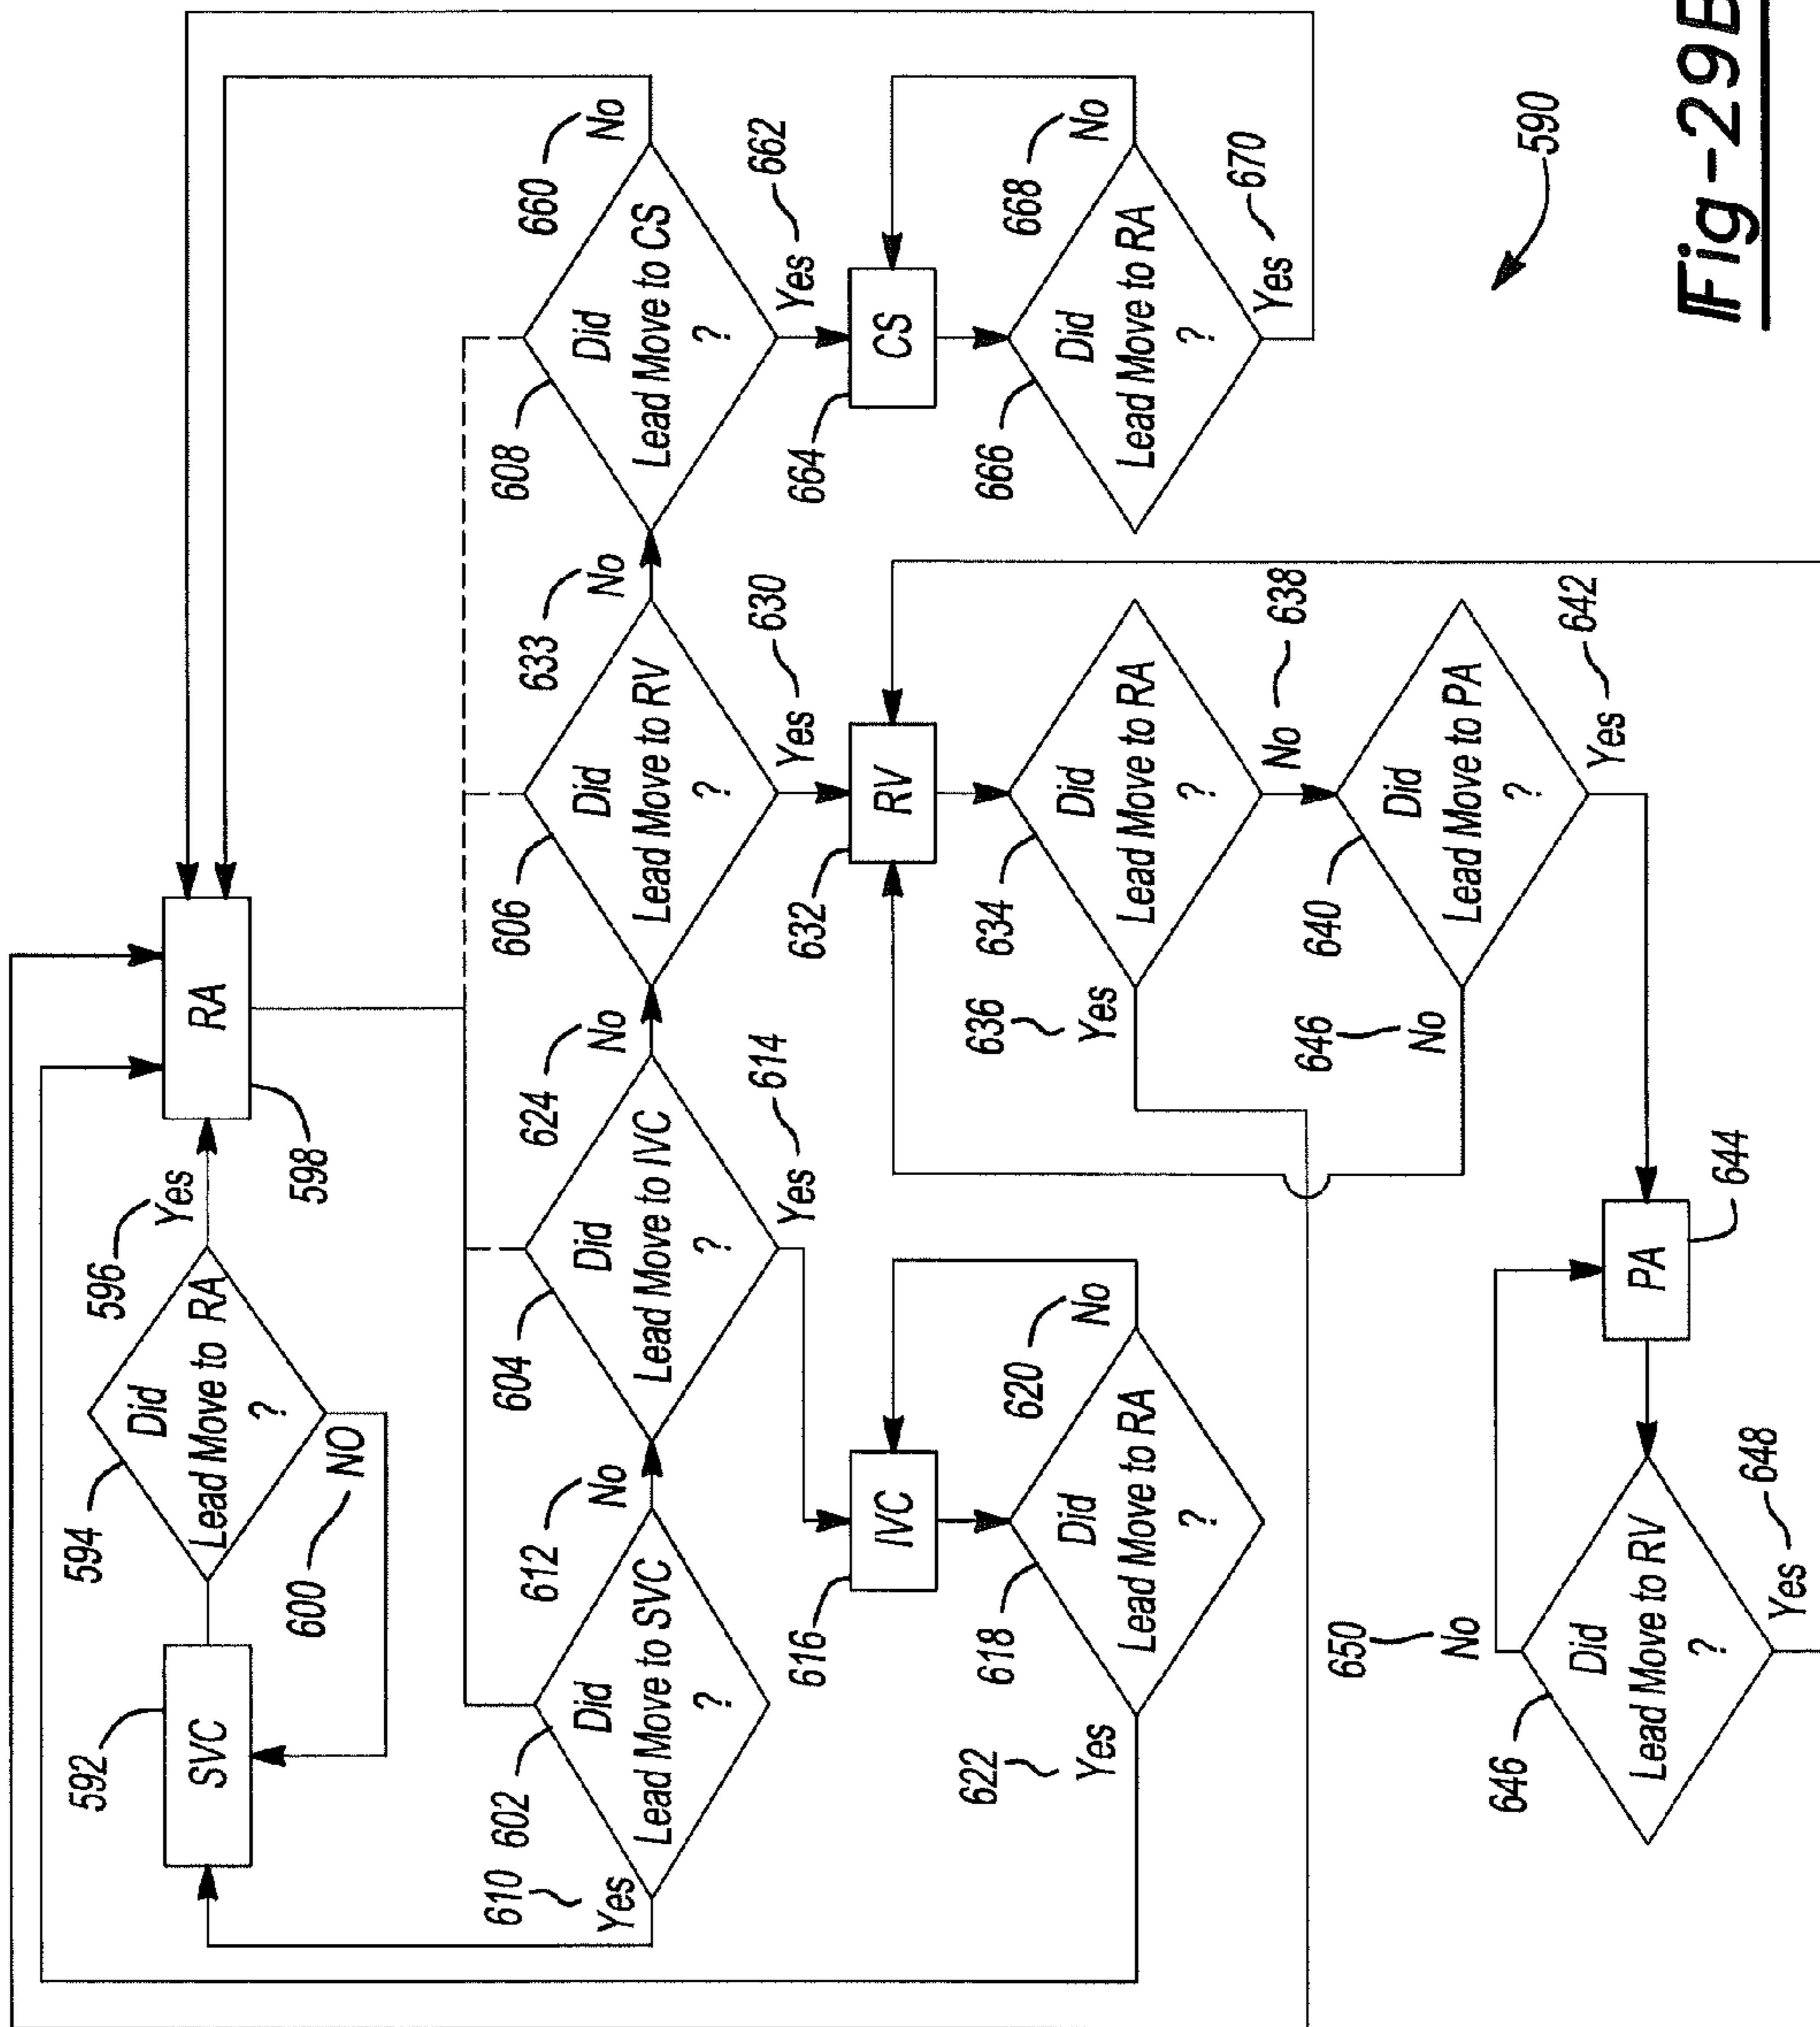 592
SVC
594
Did
Lead Move to RA
?
596
Yes
600
NO
RA
598
610
Yes
602
Did
Lead Move to SVC
?
612
No
604
Did
Lead Move to IVC
?
624
No
614
Yes
606
Did
Lead Move to RV
?
633
No
630
Yes
608
Did
Lead Move to CS
?
660
No
662
Yes
616
IVC
618
Did
Lead Move to RA
?
620
No
622
Yes
632
RV
634
Did
Lead Move to RA
?
636
Yes
638
No
640
Did
Lead Move to PA
?
646
No
642
Yes
664
CS
666
Did
Lead Move to RA
?
668
No
670
Yes
PA
644
646
Did
Lead Move to RV
?
650
No
648
Yes
590
Fig-29B